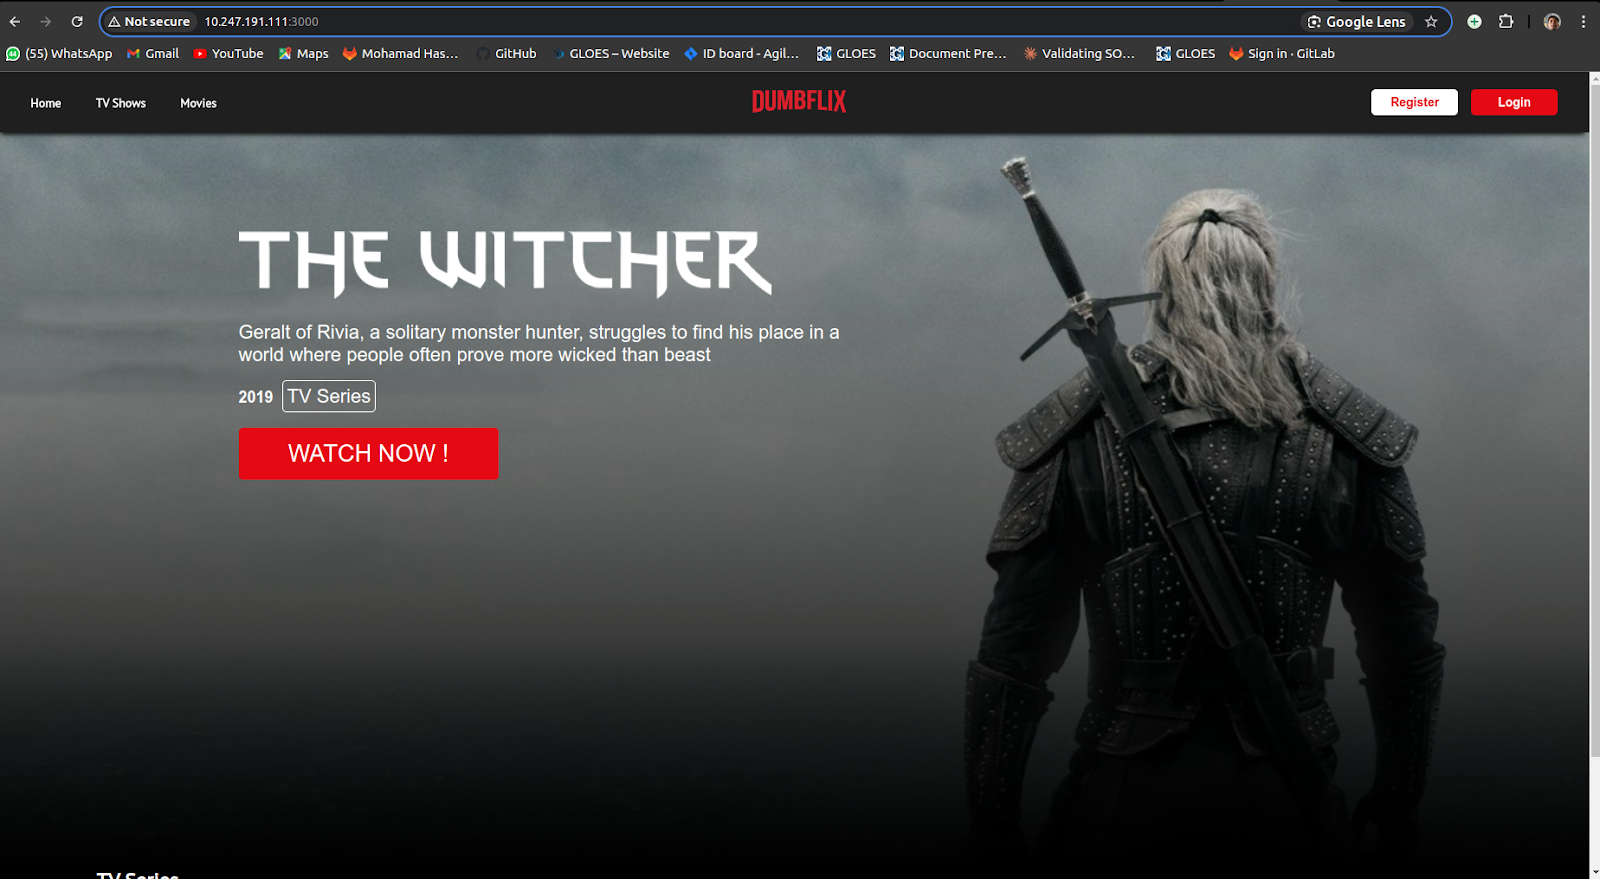 Not secure 10.247.191.111:3000 Google Lens
(55) WhatsApp Gmail YouTube Maps Mohamad Has... GitHub GLOES – Website ID board - Agil... GLOES Document Pre... Validating SO... GLOES Sign in · GitLab
Home TV Shows Movies DUMBFLIX Register Login
THE WITCHER
Geralt of Rivia, a solitary monster hunter, struggles to find his place in a
world where people often prove more wicked than beast
2019 TV Series
WATCH NOW !
TV Series